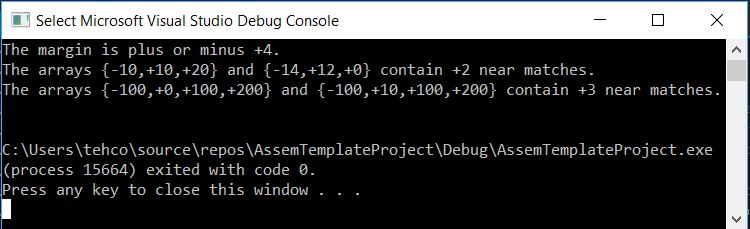 Select Microsoft Visual Studio Debug Console
The margin is plus or minus +4.
The arrays {-10,+10,+20} and {-14,+12,+0} contain +2 near matches.
The arrays {-100,+0,+100,+200} and {-100,+10,+100,+200} contain +3 near matches.
C:\Users\tehco\source\repos\AssemTemplateProject\Debug\AssemTemplateProject.exe
(process 15664) exited with code 0.
Press any key to close this window . . .